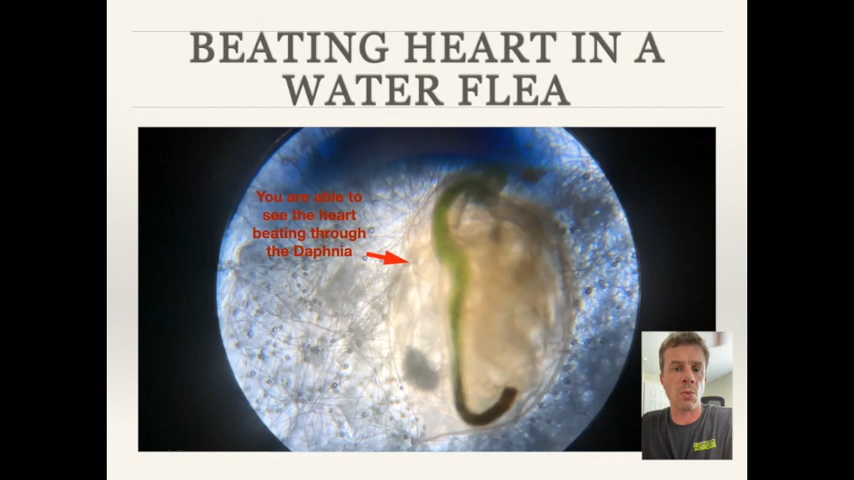 BEATING HEART IN A
WATER FLEA
You are able to
see the heart
beating through
the Daphnia